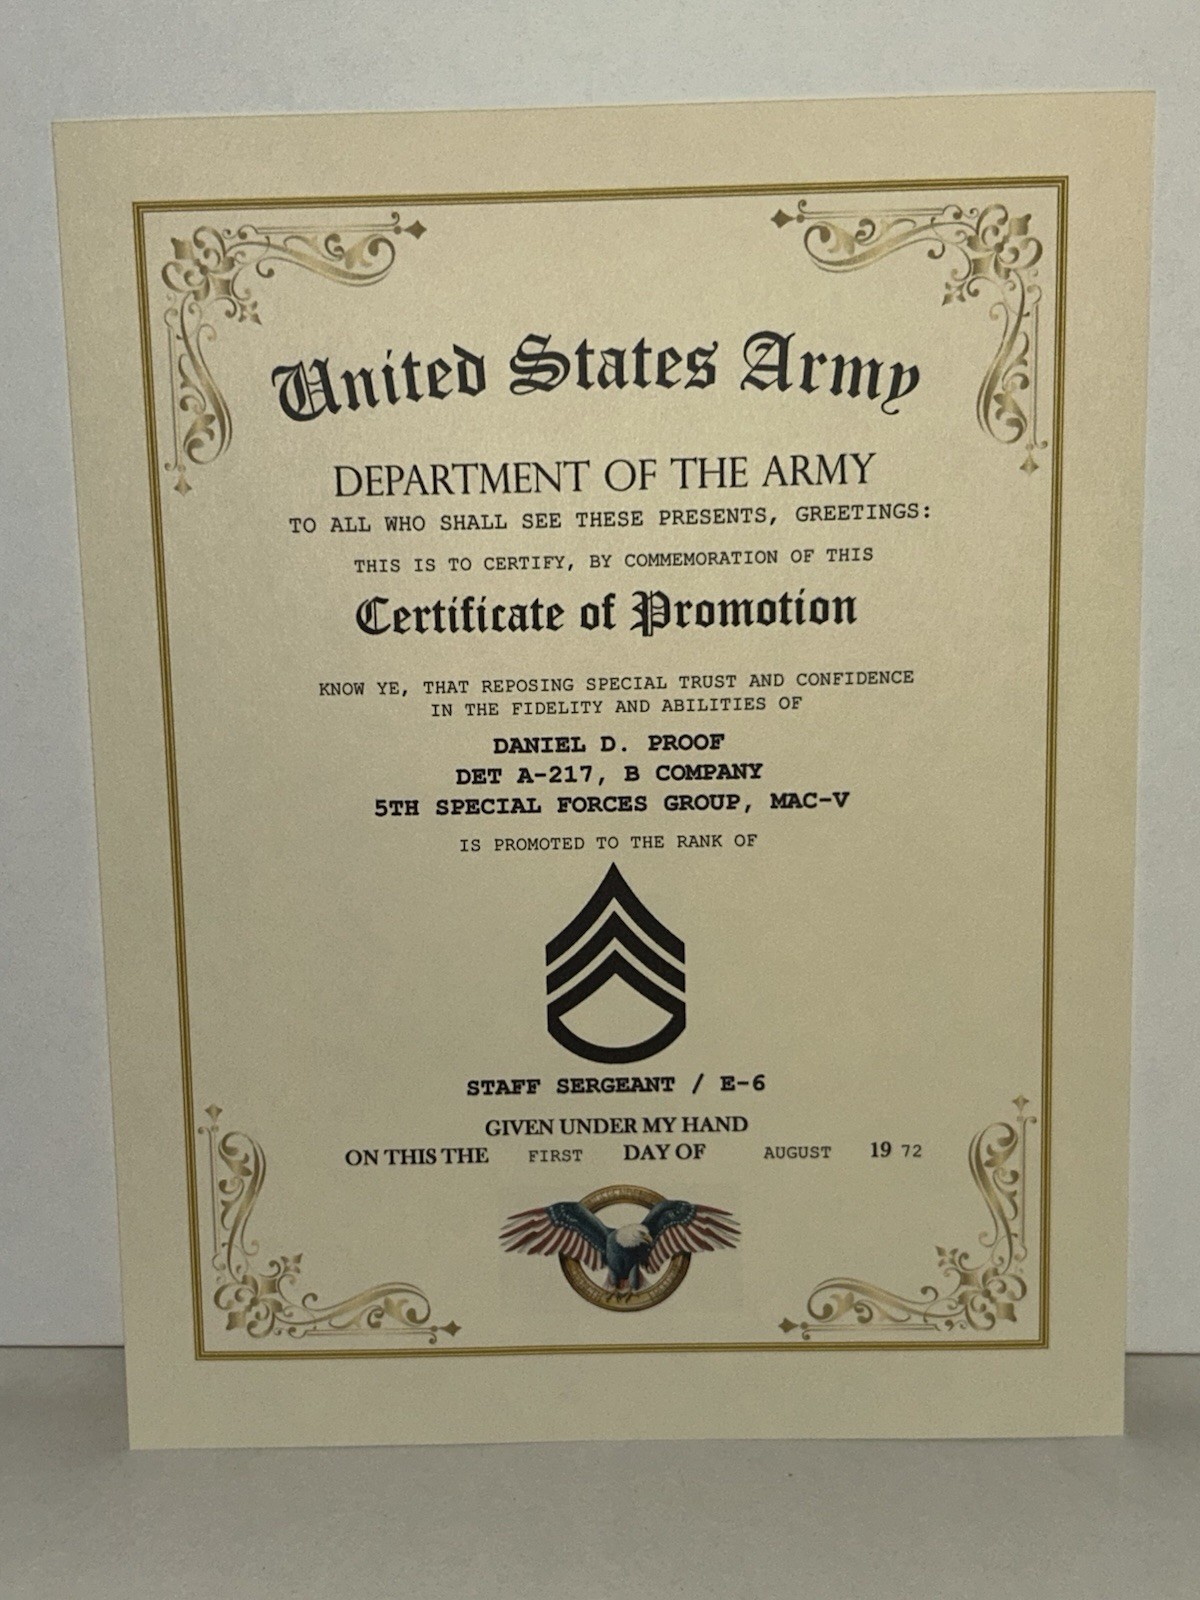 United States Army
DEPARTMENT OF THE ARMY
TO ALL WHO SHALL SEE THESE PRESENTS, GREETINGS:
THIS IS TO CERTIFY, BY COMMEMORATION OF THIS
Certificate of Promotion
KNOW YE, THAT REPOSING SPECIAL TRUST AND CONFIDENCE
IN THE FIDELITY AND ABILITIES OF
DANIEL D. PROOF
DET A-217, B COMPANY
5TH SPECIAL FORCES GROUP, MAC-V
IS PROMOTED TO THE RANK OF
STAFF SERGEANT / E-6
GIVEN UNDER MY HAND
ON THIS THE FIRST DAY OF AUGUST 19 72